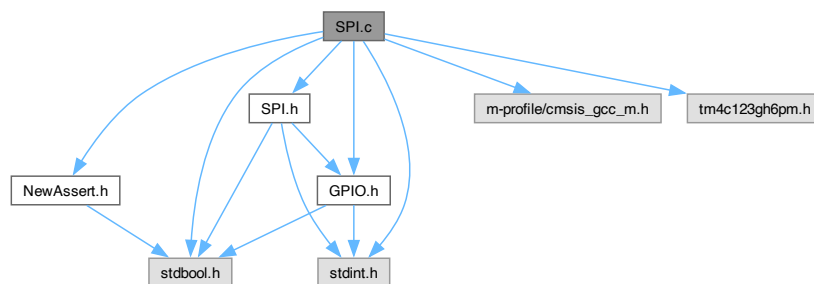 SPI.c
SPI.h
m-profile/cmsis_gcc_m.h
tm4c123gh6pm.h
NewAssert.h
GPIO.h
stdbool.h
stdint.h